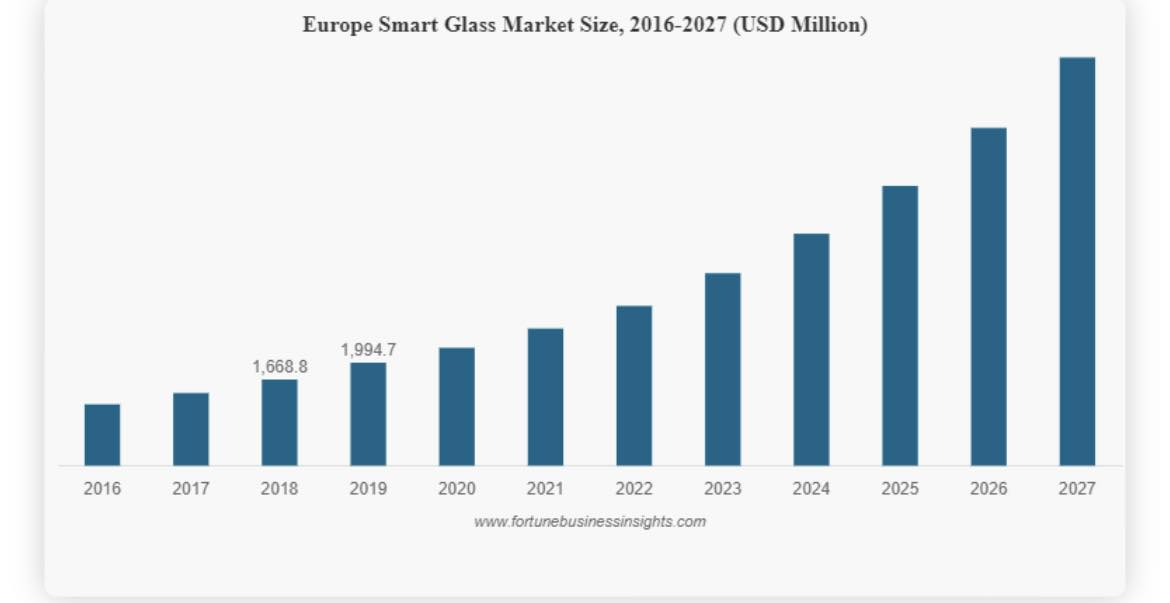 Europe Smart Glass Market Size, 2016-2027 (USD Million)
1,994.7
1,668.8
2016 2017 2018 2019 2020 2021 2022 2023 2024 2025 2026 2027
www.fortunebusinessinsights.com